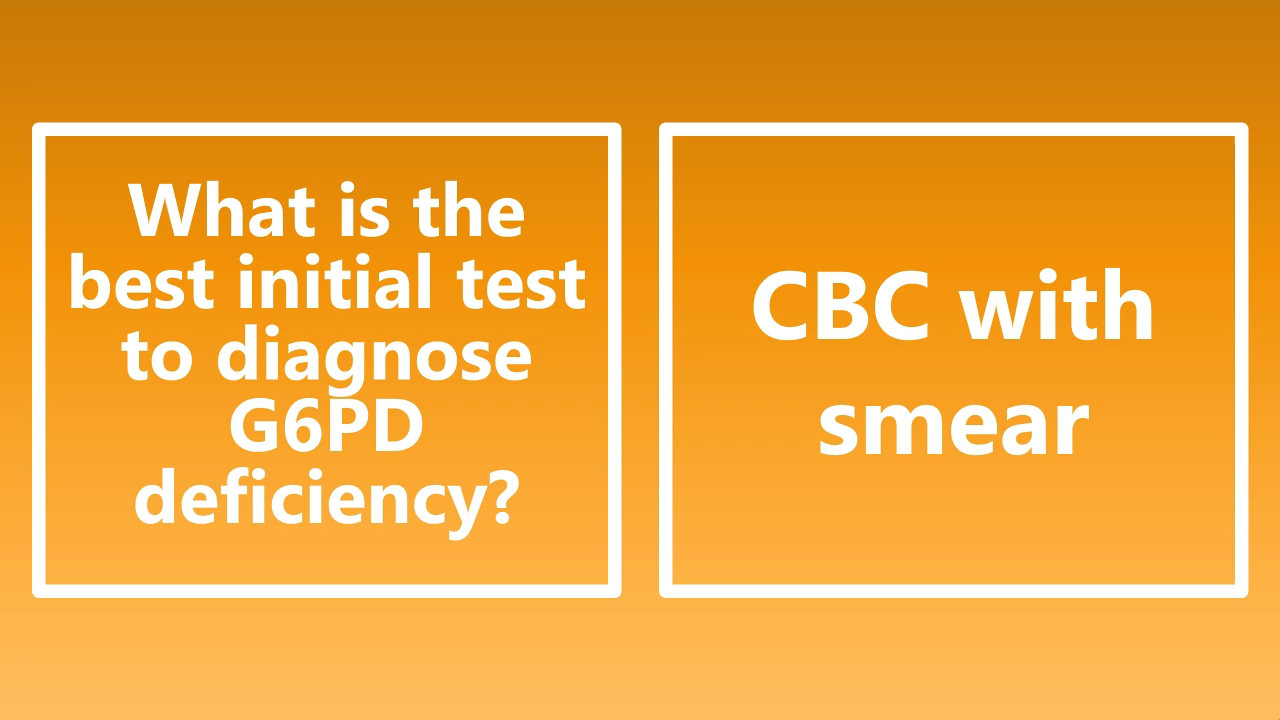 What is the
best initial test
to diagnose
G6PD
deficiency?
CBC with
smear